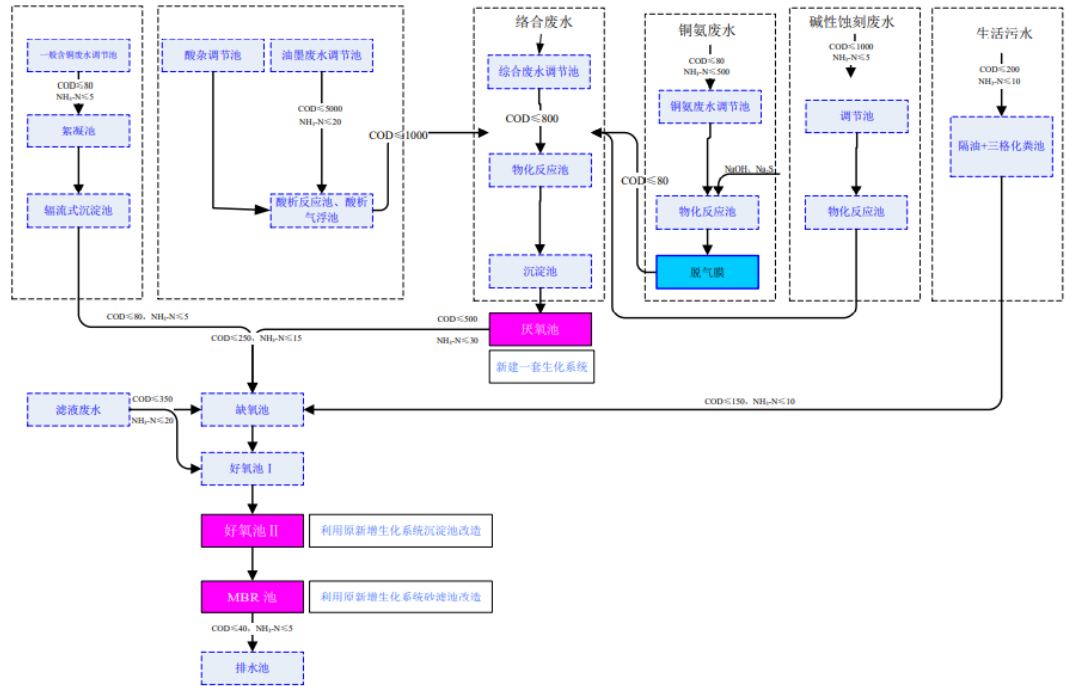 络合废水
铜氨废水
碱性蚀刻废水
生活污水
一般含铜废水调节池
酸杂调节池
油墨废水调节池
综合废水调节池
COD≤80
NH₃-N≤500
COD≤1000
NH₃-N≤5
COD≤200
NH₃-N≤10
COD≤80
NH₃-N≤5
COD≤5000
NH₃-N≤20
COD≤1000
COD≤800
铜氨废水调节池
调节池
絮凝池
隔油+三格化粪池
物化反应池
NaOH、Na₂S
COD≤80
辐流式沉淀池
酸析反应池、酸析
气浮池
物化反应池
物化反应池
沉淀池
脱气膜
COD≤80，NH₃-N≤5
COD≤500
NH₃-N≤30
厌氧池
COD≤250，NH₃-N≤15
新建一套生化系统
滤液废水
COD≤350
NH₃-N≤20
缺氧池
COD≤150，NH₃-N≤10
好氧池Ⅰ
好氧池Ⅱ
利用原新增生化系统沉淀池改造
MBR 池
利用原新增生化系统砂滤池改造
COD≤40，NH₃-N≤5
排水池